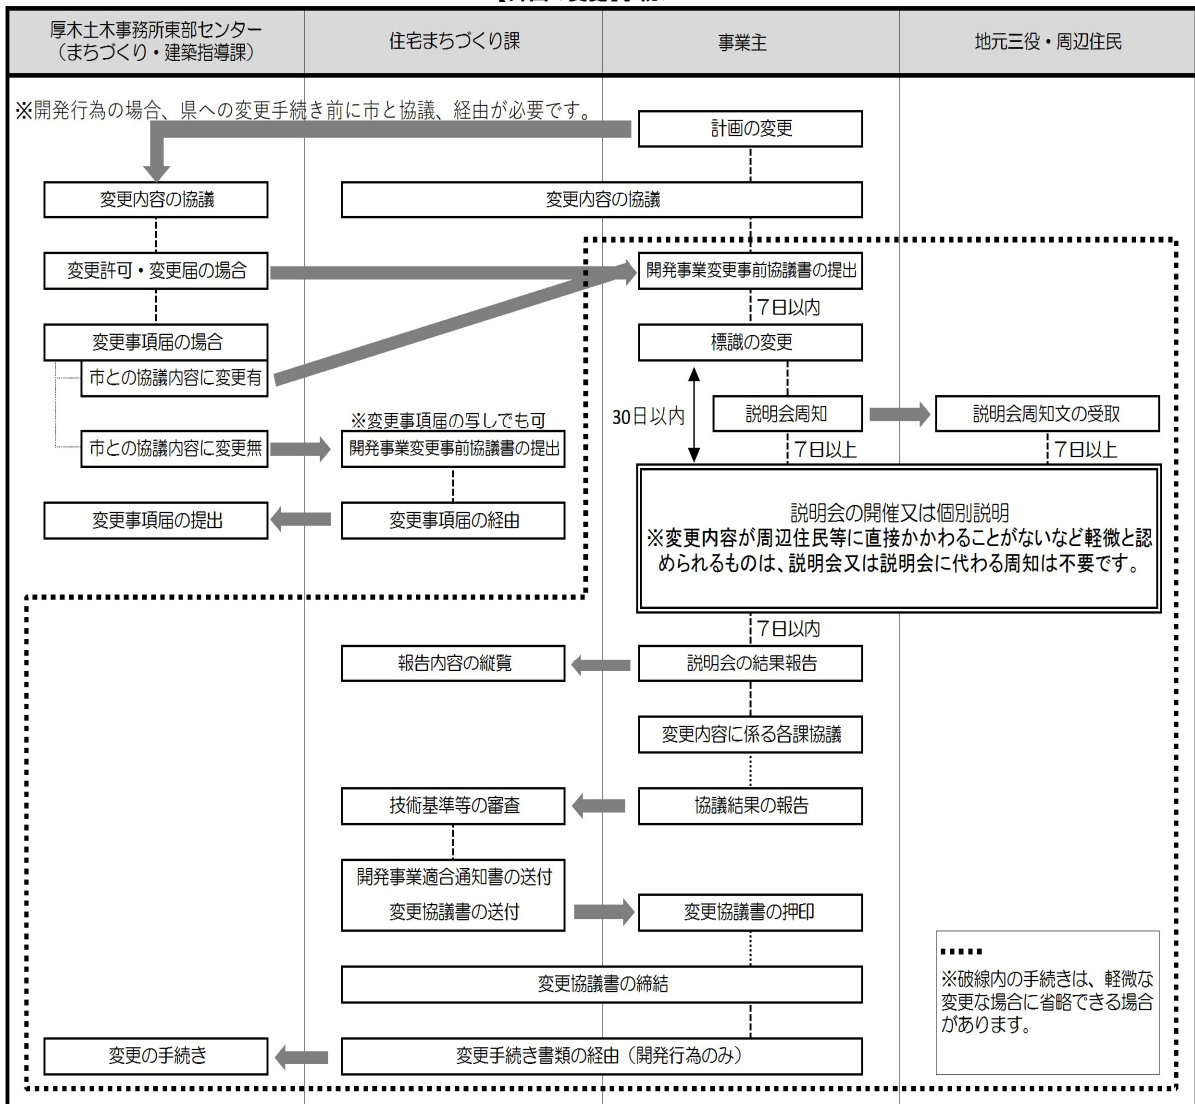 厚木土木事務所東部センター
（まちづくり・建築指導課）
住宅まちづくり課
事業主
地元三役・周辺住民
※開発行為の場合、県への変更手続き前に市と協議、経由が必要です。
計画の変更
変更内容の協議
変更内容の協議
変更許可・変更届の場合
開発事業変更事前協議書の提出
７日以内
変更事項届の場合
標識の変更
市との協議内容に変更有
30日以内
説明会周知
説明会周知文の受取
※変更事項届の写しでも可
市との協議内容に変更無
開発事業変更事前協議書の提出
７日以上
７日以上
変更事項届の提出
変更事項届の経由
説明会の開催又は個別説明
※変更内容が周辺住民等に直接かかわることがないなど軽微と認
められるものは、説明会又は説明会に代わる周知は不要です。
７日以内
報告内容の縦覧
説明会の結果報告
変更内容に係る各課協議
技術基準等の審査
協議結果の報告
開発事業適合通知書の送付
変更協議書の送付
変更協議書の押印
変更協議書の締結
※破線内の手続きは、軽微な
変更な場合に省略できる場合
があります。
変更の手続き
変更手続き書類の経由（開発行為のみ）